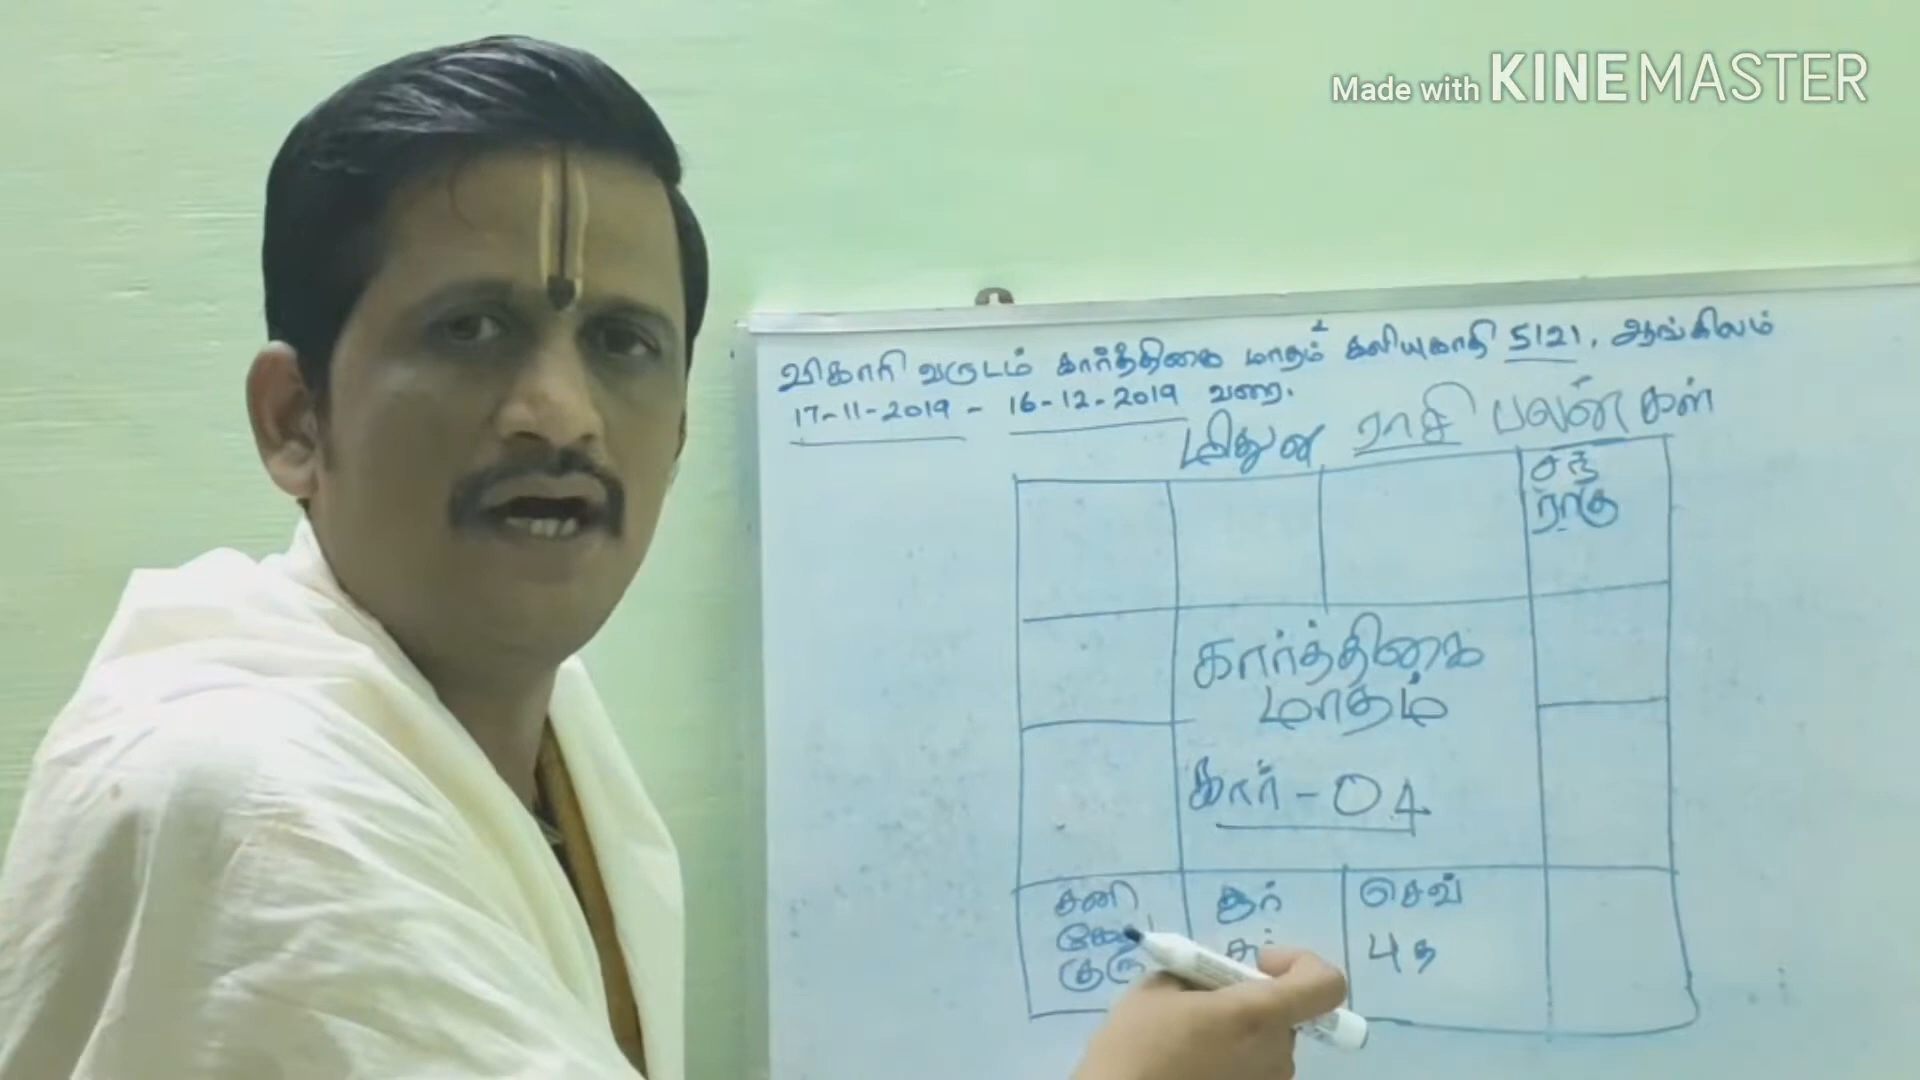 Made with KINEMASTER
விகாரி வருடம் கார்த்திகை மாதம் கலியுகாதி 5121, ஆங்கிலம்
17-11-2019 - 16-12-2019 வரை.
மிதுன ராசி பலன்கள்
சந்
ராகு
கார்த்திகை
மாதம்
கார் - 04
சனி
கேது
குரு
சூர்
செவ்
புத